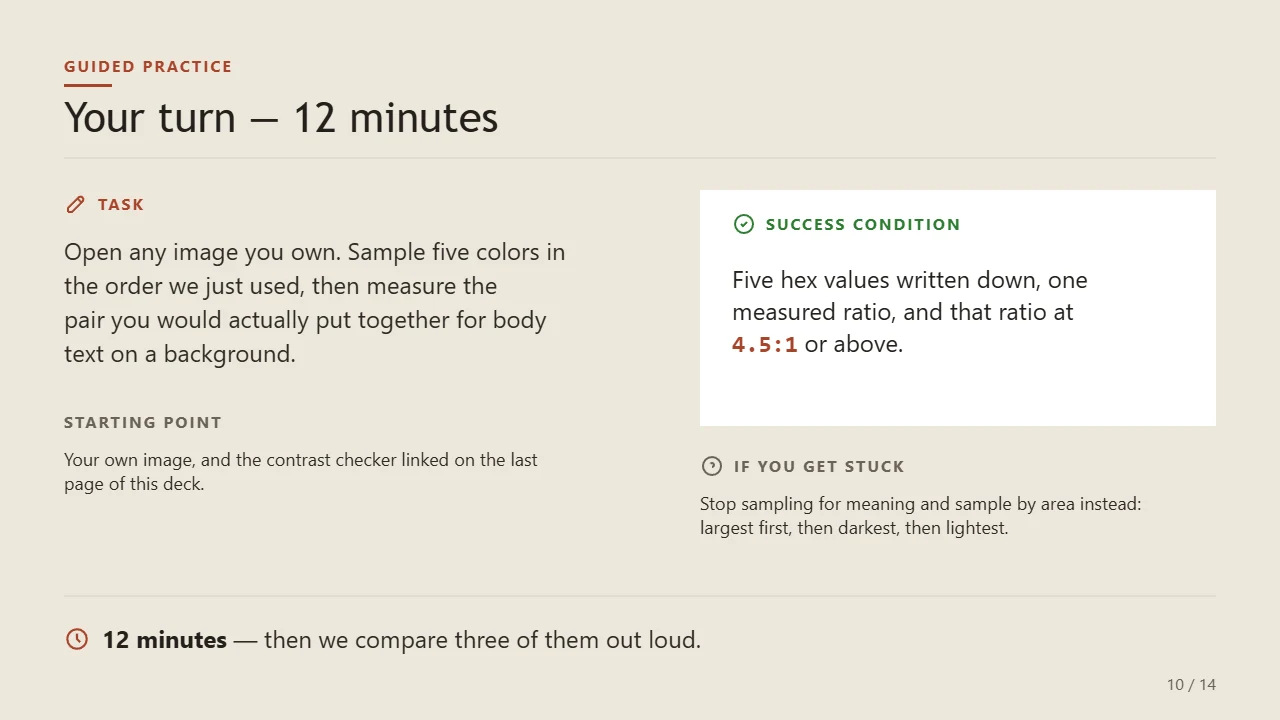 GUIDED PRACTICE
Your turn — 12 minutes
TASK
Open any image you own. Sample five colors in
the order we just used, then measure the
pair you would actually put together for body
text on a background.
STARTING POINT
Your own image, and the contrast checker linked on the last
page of this deck.
SUCCESS CONDITION
Five hex values written down, one
measured ratio, and that ratio at
4.5:1 or above.
IF YOU GET STUCK
Stop sampling for meaning and sample by area instead:
largest first, then darkest, then lightest.
12 minutes — then we compare three of them out loud.
10 / 14